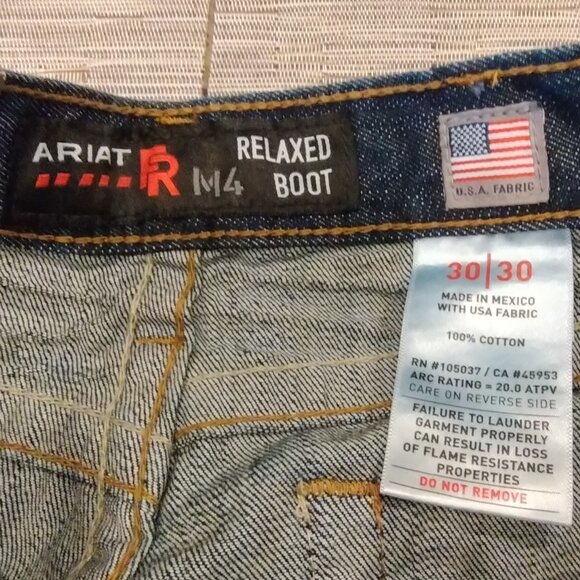 ARIAT FR M4 RELAXED BOOT
U.S.A. FABRIC
30|30
MADE IN MEXICO
WITH USA FABRIC
100% COTTON
RN #105037 / CA #45953
ARC RATING = 20.0 ATPV
CARE ON REVERSE SIDE
FAILURE TO LAUNDER
GARMENT PROPERLY
CAN RESULT IN LOSS
OF FLAME RESISTANCE
PROPERTIES
DO NOT REMOVE